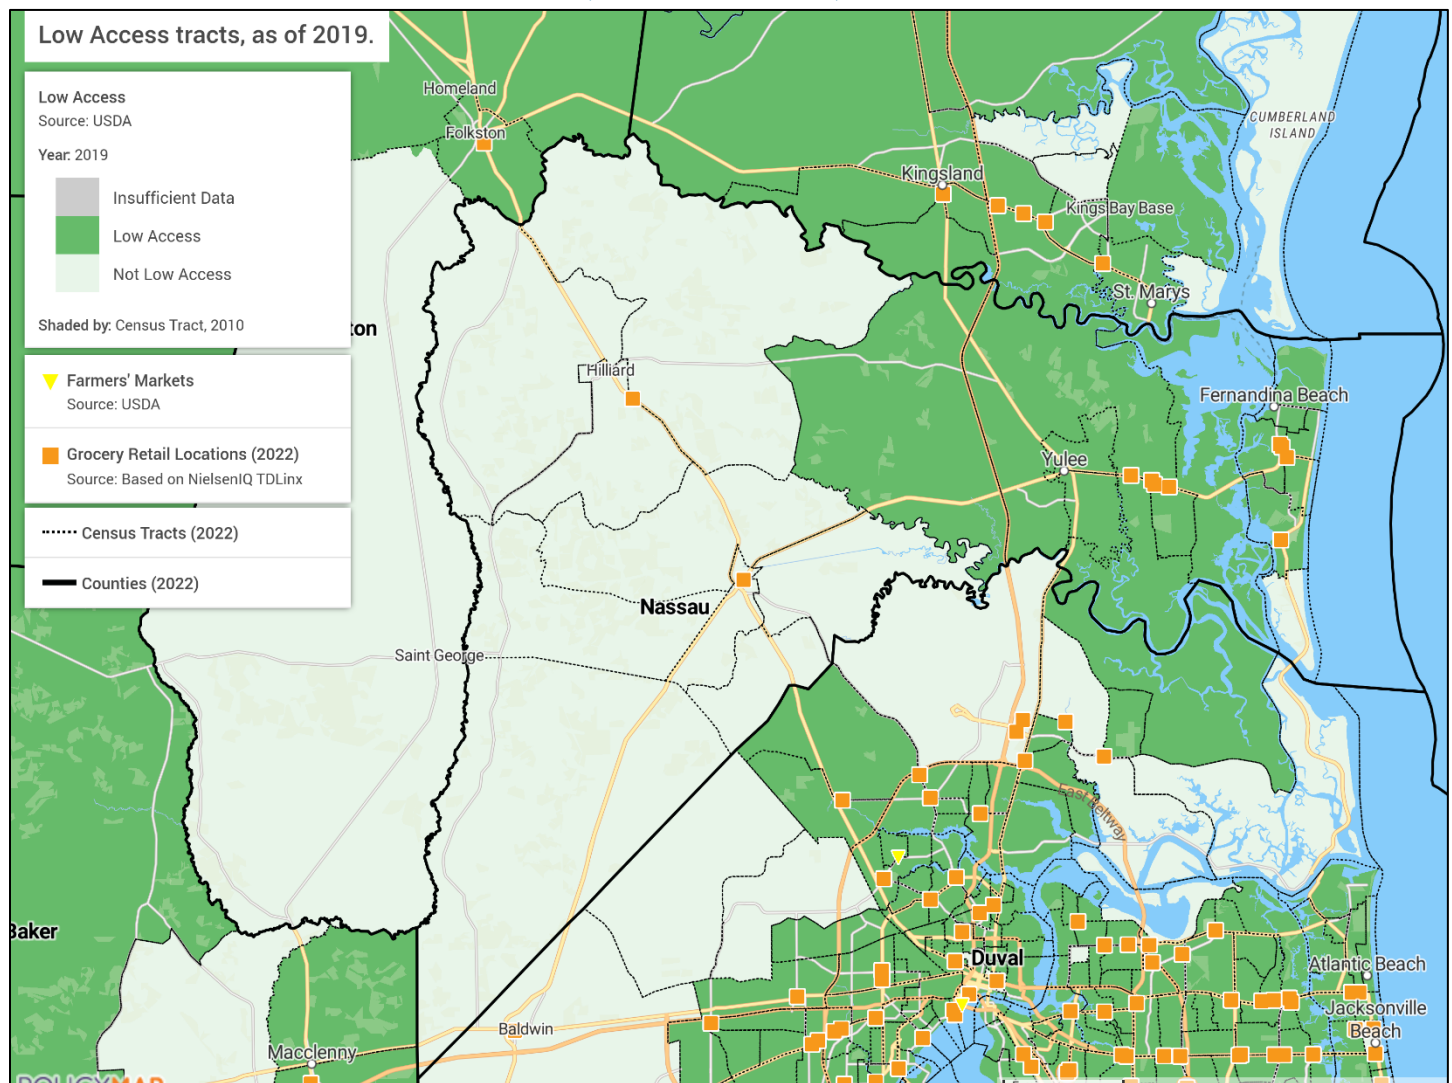 Low Access tracts, as of 2019.
Low Access
Source: USDA
Year: 2019
Insufficient Data
Low Access
Not Low Access
Shaded by: Census Tract, 2010
Farmers' Markets
Source: USDA
Grocery Retail Locations (2022)
Source: Based on NielsenIQ TDLinx
Census Tracts (2022)
Counties (2022)
Homeland
Folkston
CUMBERLAND
ISLAND
Kingsland
Kings Bay Base
St. Marys
ton
Hilliard
Fernandina Beach
Yulee
Nassau
Saint George
East Beltway
Baker
Duval
Atlantic Beach
Jacksonville
Beach
Baldwin
Macclenny
POLICYMAP